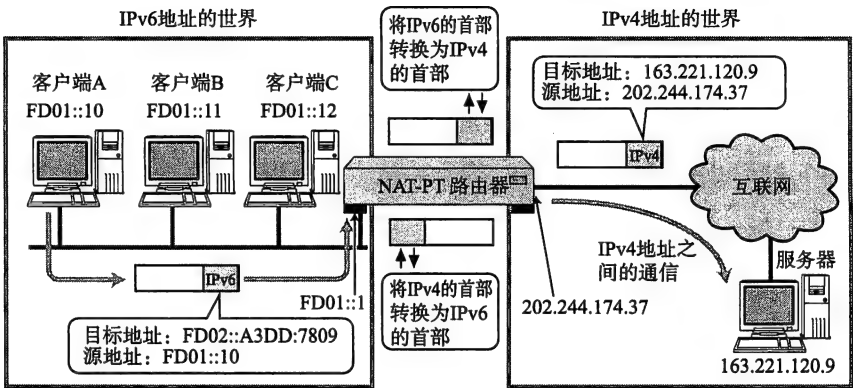 IPv6地址的世界
客户端A
FD01::10
客户端B
FD01::11
客户端C
FD01::12
IPv6
目标地址：FD02::A3DD:7809
源地址：FD01::10
FD01::1
将IPv6的首部
转换为IPv4
的首部
NAT-PT 路由器
将IPv4的首部
转换为IPv6
的首部
IPv4地址的世界
目标地址：163.221.120.9
源地址：202.244.174.37
IPv4
互联网
IPv4地址之
间的通信
服务器
202.244.174.37
163.221.120.9